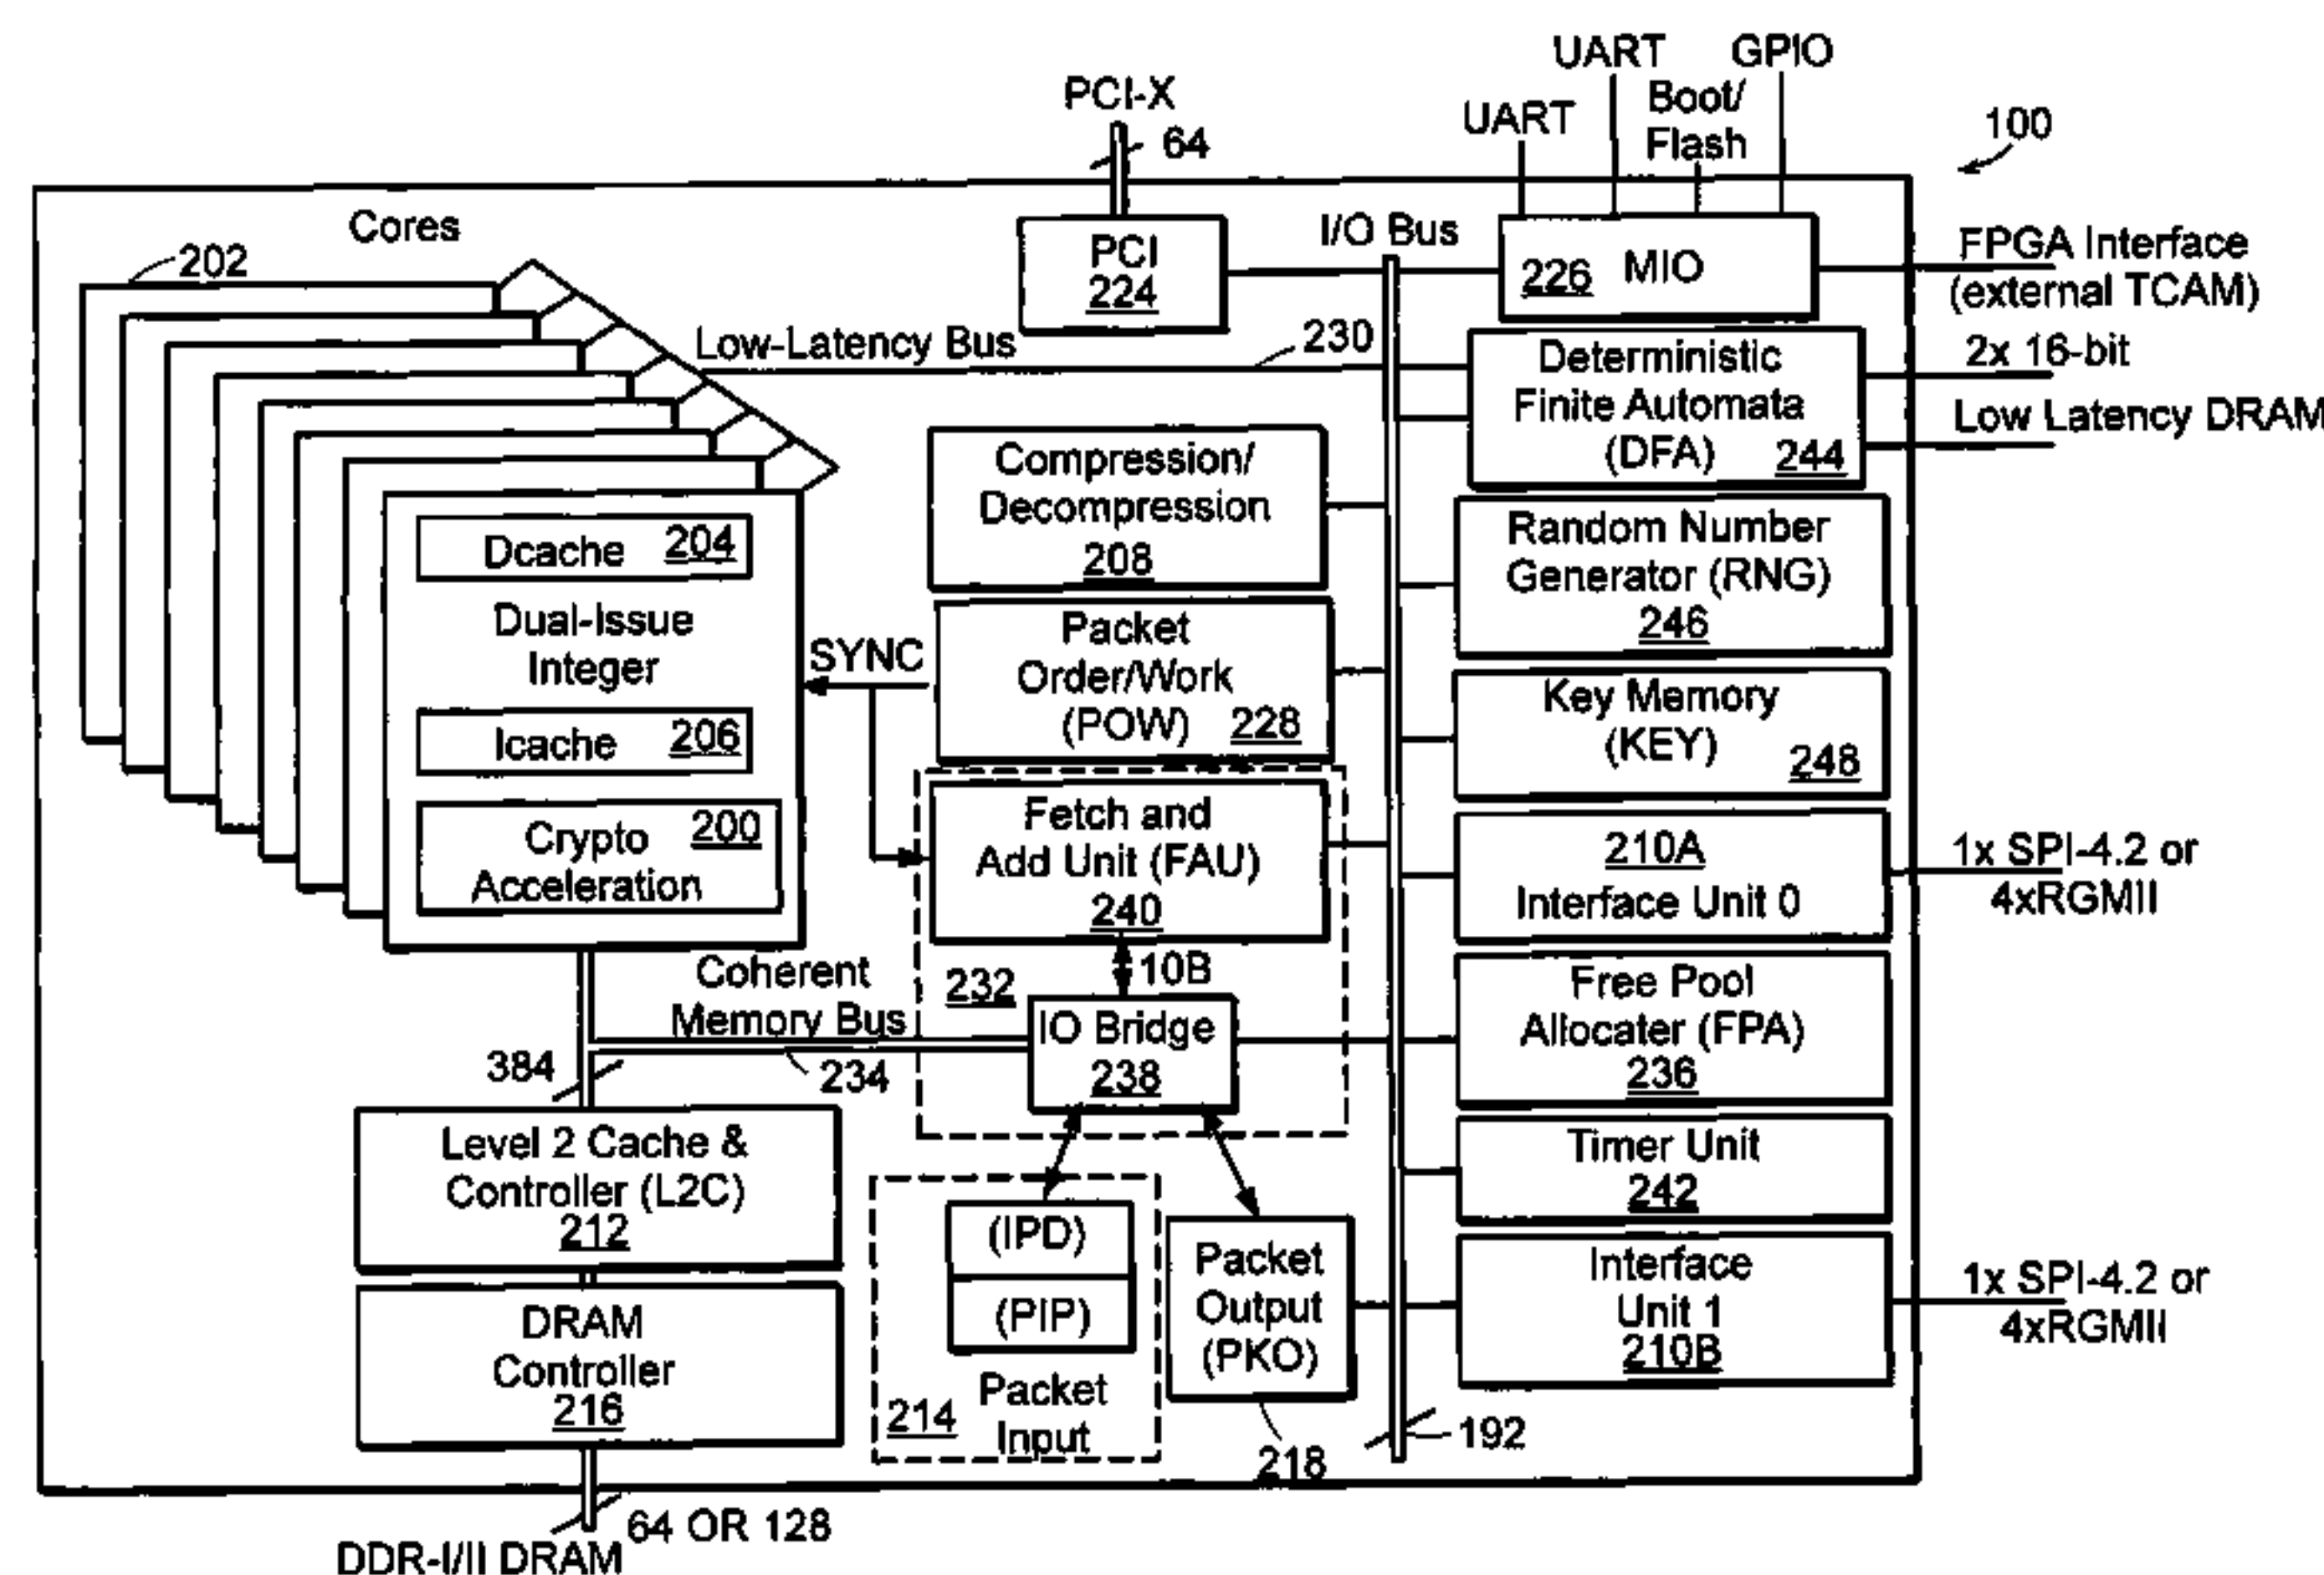 UART
GPIO
PCI-X
64
UART
Boot/
Flash
100
Cores
202
PCI
224
I/O Bus
226 MIO
FPGA Interface
(external TCAM)
Low-Latency Bus
230
Deterministic
Finite Automata
(DFA) 244
2x 16-bit
Low Latency DRAM
Compression/
Decompression
208
Random Number
Generator (RNG)
246
Dcache 204
Dual-Issue
Integer
Icache 206
Crypto 200
Acceleration
SYNC
Packet
Order/Work
(POW) 228
Key Memory
(KEY)
248
Fetch and
Add Unit (FAU)
240
210A
Interface Unit 0
1x SPI-4.2 or
4xRGMII
Coherent
Memory Bus
232
10B
IO Bridge
238
384
234
Free Pool
Allocater (FPA)
236
Level 2 Cache &
Controller (L2C)
212
Timer Unit
242
(IPD)
(PIP)
Packet
Input
214
Packet
Output
(PKO)
218
Interface
Unit 1
210B
1x SPI-4.2 or
4xRGMII
DRAM
Controller
216
192
64 OR 128
DDR-I/II DRAM